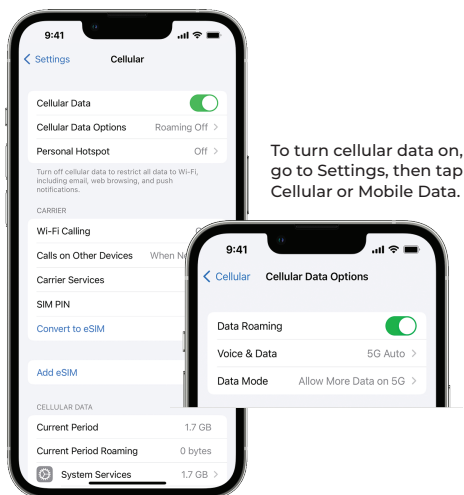 9:41
Settings Cellular
Cellular Data
Cellular Data Options Roaming Off
Personal Hotspot Off
Turn off cellular data to restrict all data to Wi-Fi,
including email, web browsing, and push
notifications.
CARRIER
Wi-Fi Calling
Calls on Other Devices When
Carrier Services
SIM PIN
Convert to eSIM
Add eSIM
CELLULAR DATA
Current Period 1.7 GB
Current Period Roaming 0 bytes
System Services 1.7 GB
To turn cellular data on,
go to Settings, then tap
Cellular or Mobile Data.
9:41
Cellular Cellular Data Options
Data Roaming
Voice & Data 5G Auto
Data Mode Allow More Data on 5G